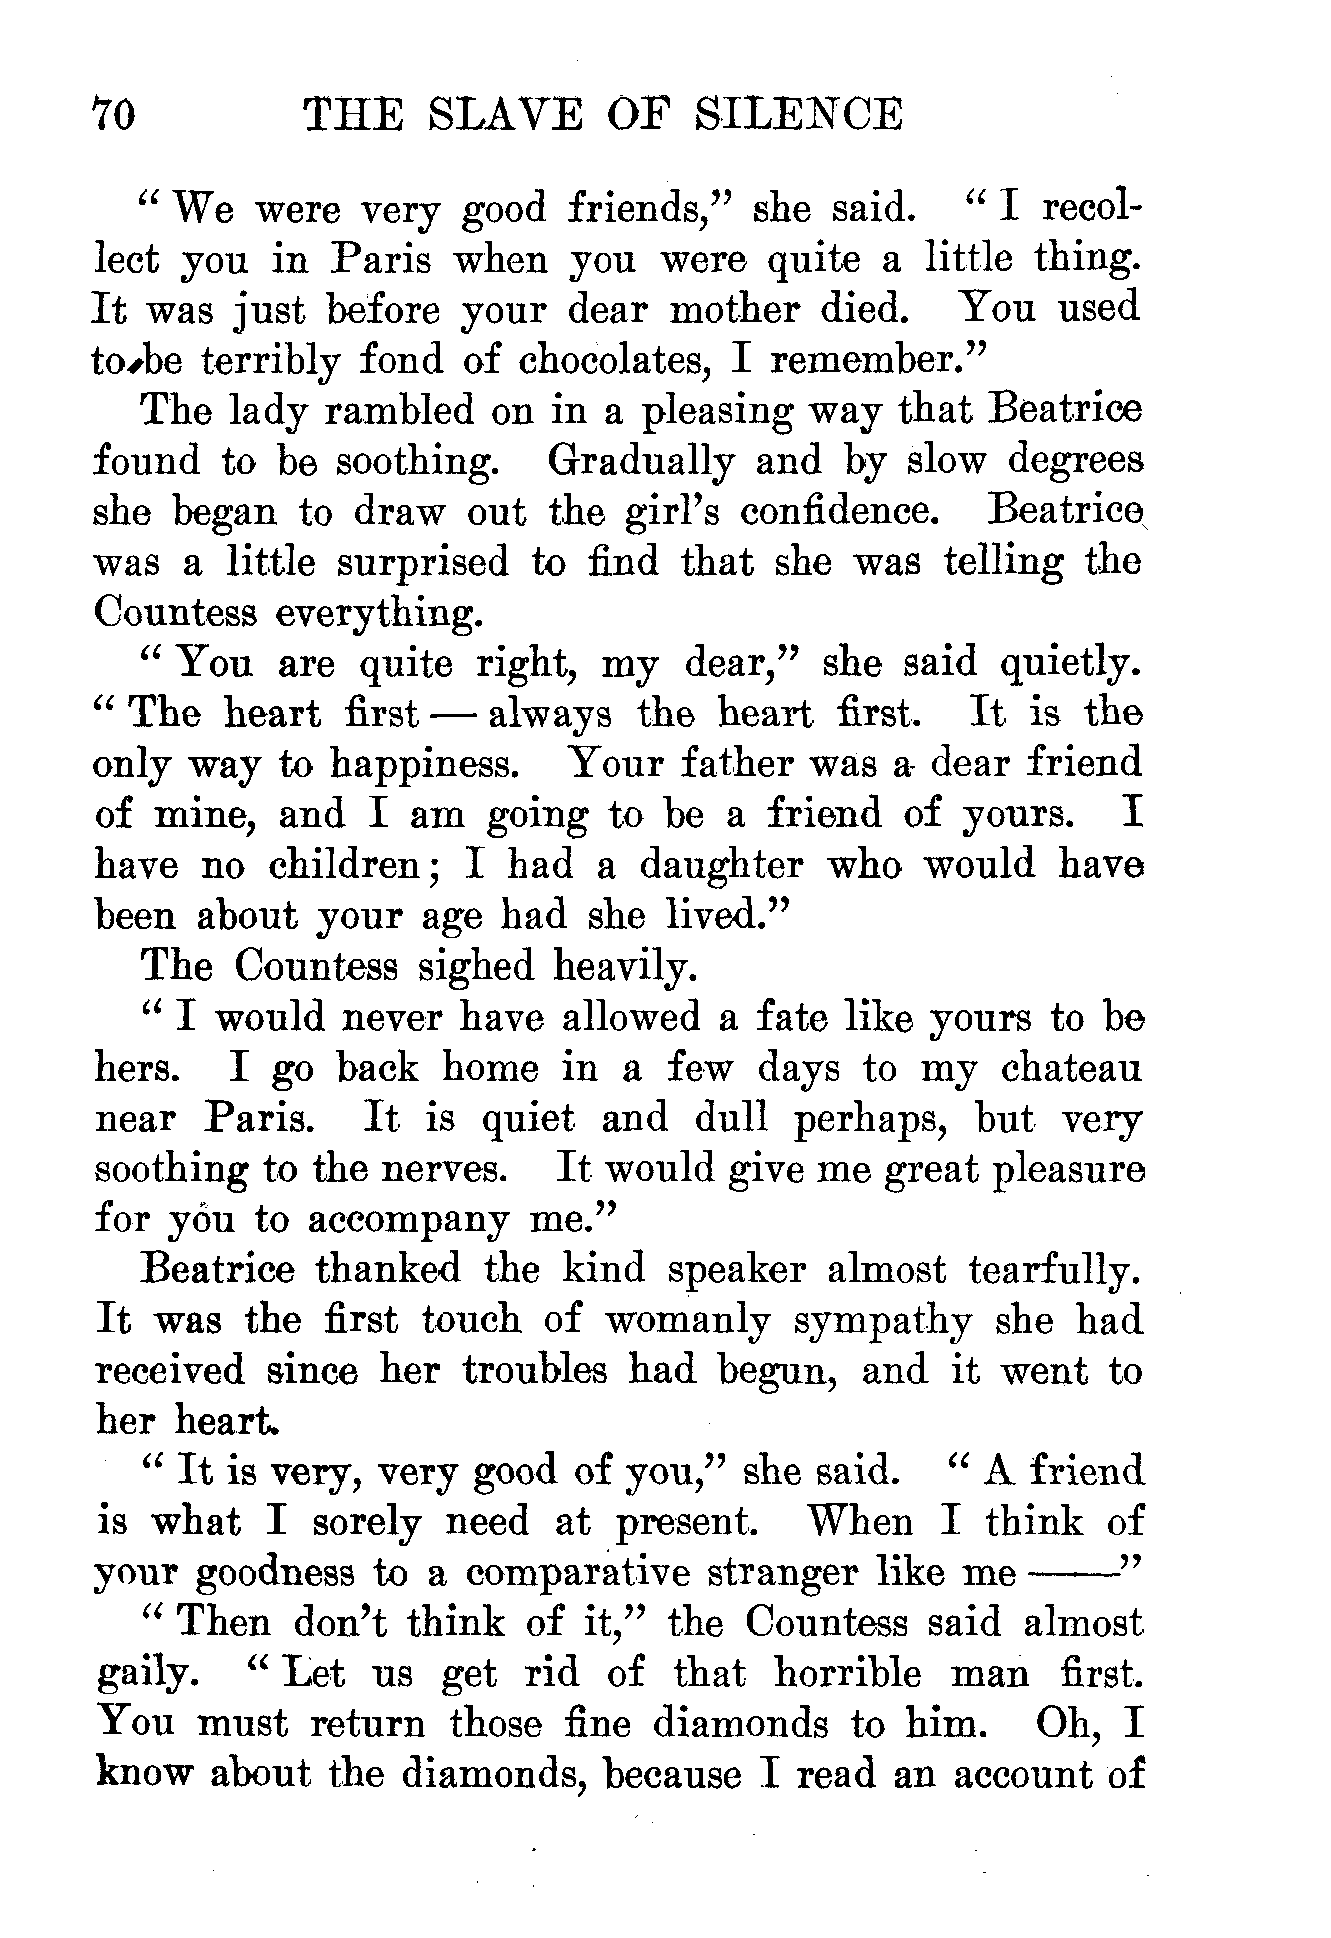 70 THE SLAVE OF SILENCE
“ We were very good friends,” she said. “ I recol-
lect you in Paris when you were quite a little thing.
It was just before your dear mother died. You used
to be terribly fond of chocolates, I remember.”
The lady rambled on in a pleasing way that Beatrice
found to be soothing. Gradually and by slow degrees
she began to draw out the girl’s confidence. Beatrice
was a little surprised to find that she was telling the
Countess everything.
“ You are quite right, my dear,” she said quietly.
“ The heart first — always the heart first. It is the
only way to happiness. Your father was a dear friend
of mine, and I am going to be a friend of yours. I
have no children; I had a daughter who would have
been about your age had she lived.”
The Countess sighed heavily.
“ I would never have allowed a fate like yours to be
hers. I go back home in a few days to my chateau
near Paris. It is quiet and dull perhaps, but very
soothing to the nerves. It would give me great pleasure
for you to accompany me.”
Beatrice thanked the kind speaker almost tearfully.
It was the first touch of womanly sympathy she had
received since her troubles had begun, and it went to
her heart.
“ It is very, very good of you,” she said. “ A friend
is what I sorely need at present. When I think of
your goodness to a comparative stranger like me ——”
“ Then don’t think of it,” the Countess said almost
gaily. “ Let us get rid of that horrible man first.
You must return those fine diamonds to him. Oh, I
know about the diamonds, because I read an account of